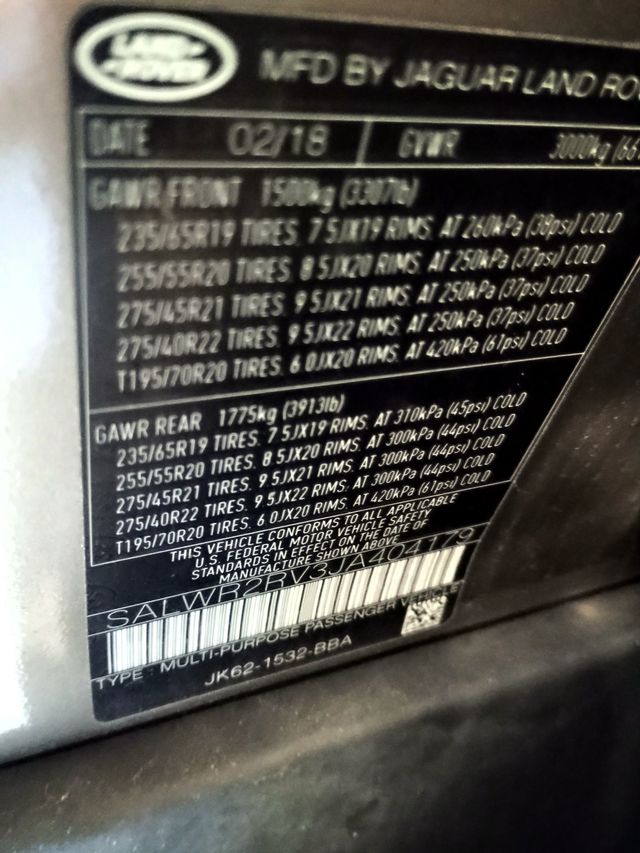 LAND ROVER
MFD BY JAGUAR LAND RO
DATE 02/18 GVWR 3000kg (66
GAWR FRONT 1500kg (3307lb)
235/65R19 TIRES. 7.5JX19 RIMS. AT 260kPa (38psi) COLD
255/55R20 TIRES. 8.5JX20 RIMS. AT 250kPa (37psi) COLD
275/45R21 TIRES. 9.5JX21 RIMS. AT 250kPa (37psi) COLD
275/40R22 TIRES. 9.5JX22 RIMS. AT 250kPa (37psi) COLD
T195/70R20 TIRES. 6.0JX20 RIMS. AT 420kPa (61psi) COLD
GAWR REAR 1775kg (3913lb)
235/65R19 TIRES. 7.5JX19 RIMS. AT 310kPa (45psi) COLD
255/55R20 TIRES. 8.5JX20 RIMS. AT 300kPa (44psi) COLD
275/45R21 TIRES. 9.5JX21 RIMS. AT 300kPa (44psi) COLD
275/40R22 TIRES. 9.5JX22 RIMS. AT 300kPa (44psi) COLD
T195/70R20 TIRES. 6.0JX20 RIMS. AT 420kPa (61psi) COLD
THIS VEHICLE CONFORMS TO ALL APPLICABLE
U.S. FEDERAL MOTOR VEHICLE SAFETY
STANDARDS IN EFFECT ON THE DATE OF
MANUFACTURE SHOWN ABOVE
SALWR2RV3JA404179
TYPE: MULTI-PURPOSE PASSENGER VEHICLE
JK62-1532-BBA